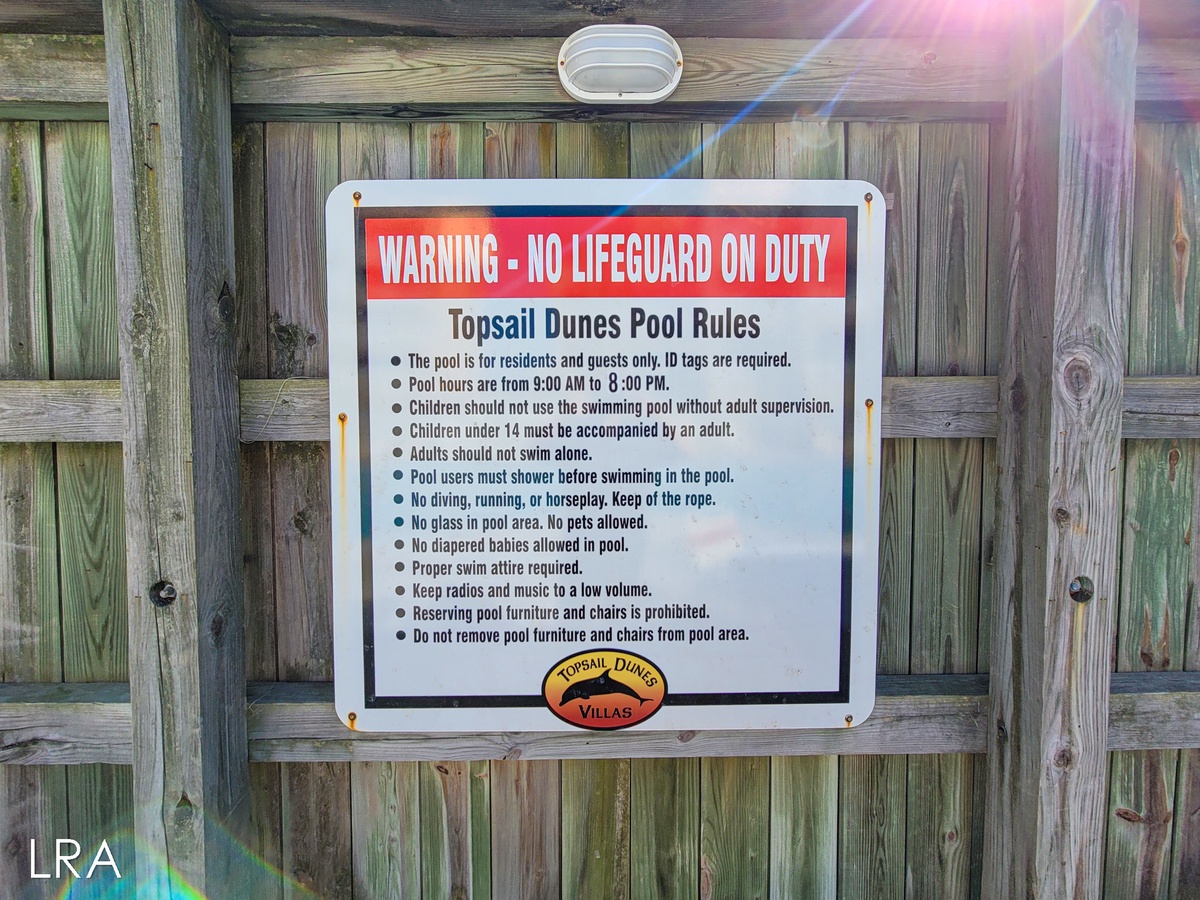 WARNING - NO LIFEGUARD ON DUTY
Topsail Dunes Pool Rules
• The pool is for residents and guests only. ID tags are required.
• Pool hours are from 9:00 AM to 8:00 PM.
• Children should not use the swimming pool without adult supervision.
• Children under 14 must be accompanied by an adult.
• Adults should not swim alone.
• Pool users must shower before swimming in the pool.
• No diving, running, or horseplay. Keep of the rope.
• No glass in pool area. No pets allowed.
• No diapered babies allowed in pool.
• Proper swim attire required.
• Keep radios and music to a low volume.
• Reserving pool furniture and chairs is prohibited.
• Do not remove pool furniture and chairs from pool area.
TOPSAIL DUNES
VILLAS
LRA